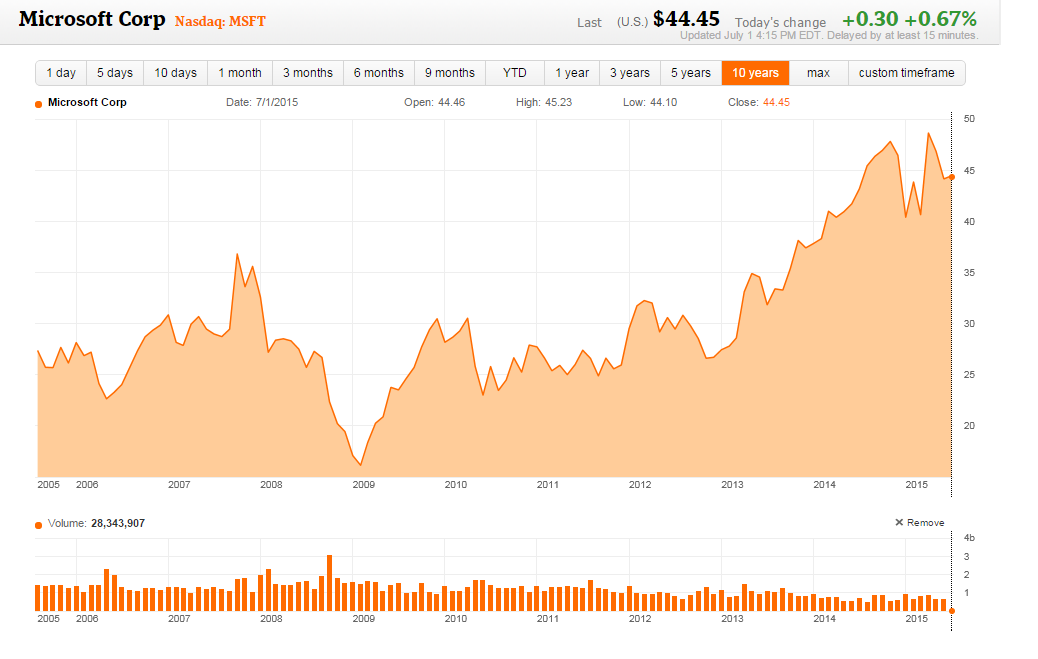 Microsoft Corp Nasdaq: MSFT Last (U.S.) $44.45 Today's change +0.30 +0.67%
Updated July 1 4:15 PM EDT. Delayed by at least 15 minutes.
1 day 5 days 10 days 1 month 3 months 6 months 9 months YTD 1 year 3 years 5 years 10 years max custom timeframe
Microsoft Corp Date: 7/1/2015 Open: 44.46 High: 45.23 Low: 44.10 Close: 44.45
50
45
40
35
30
25
20
2005 2006 2007 2008 2009 2010 2011 2012 2013 2014 2015
Volume: 28,343,907 ✕ Remove
4b
3
2
1
2005 2006 2007 2008 2009 2010 2011 2012 2013 2014 2015